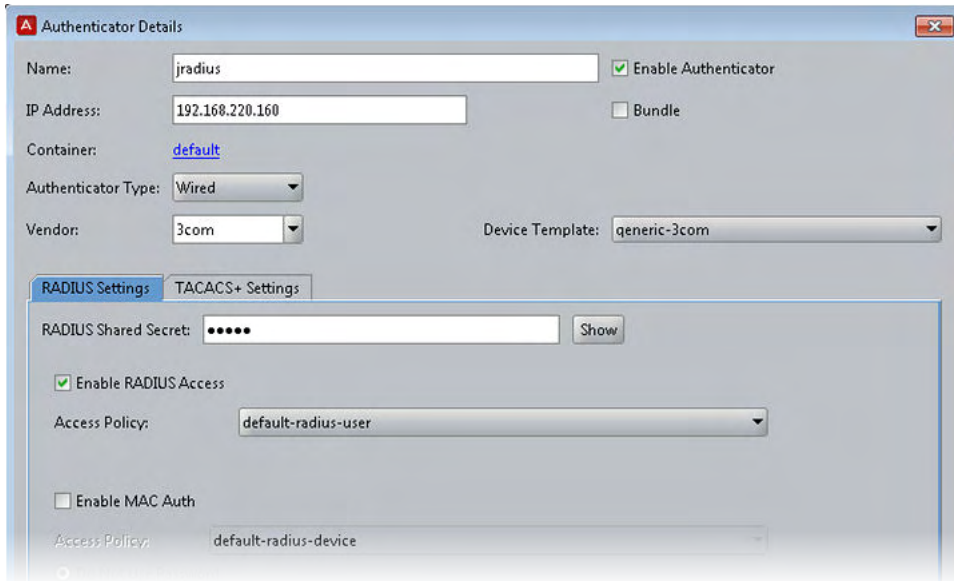 A Authenticator Details
Name: jradius Enable Authenticator
IP Address: 192.168.220.160 Bundle
Container: default
Authenticator Type: Wired
Vendor: 3com Device Template: generic-3com
RADIUS Settings TACACS+ Settings
RADIUS Shared Secret: ••••• Show
Enable RADIUS Access
Access Policy: default-radius-user
Enable MAC Auth
Access Policy: default-radius-device